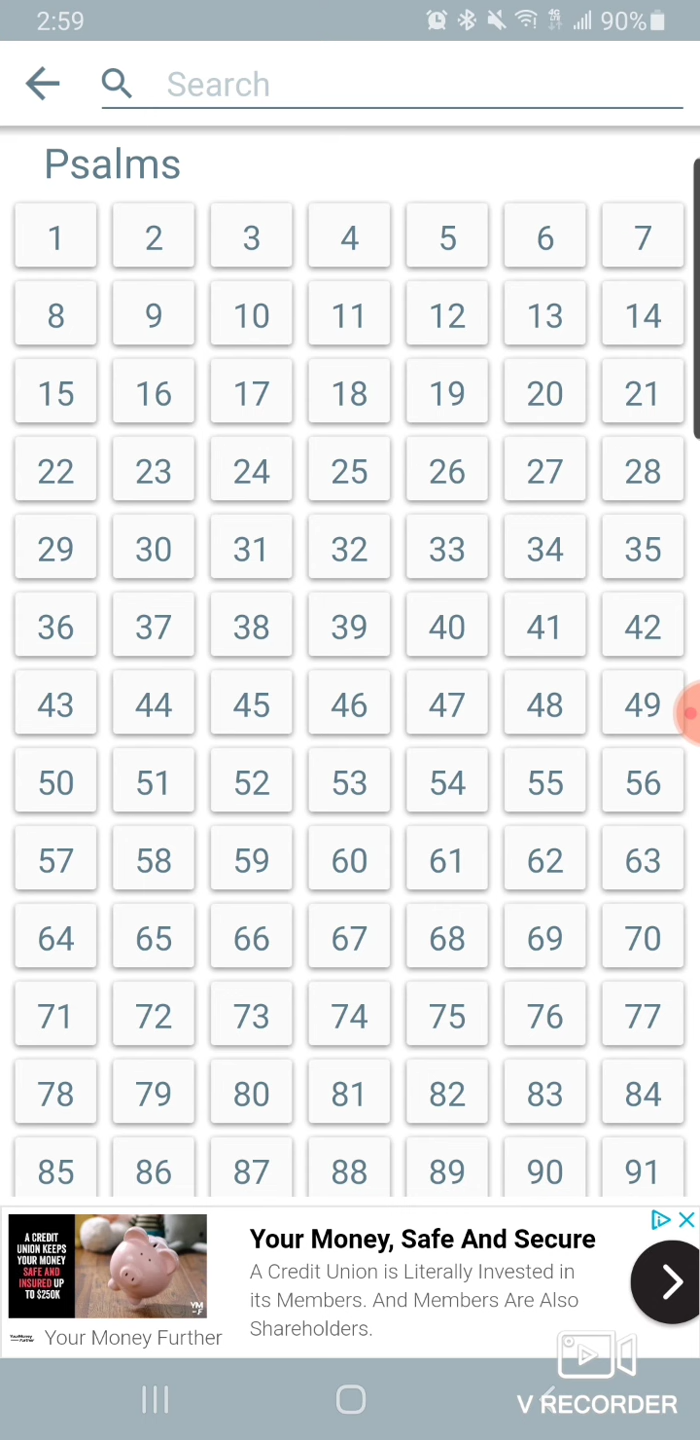 2:59 90%
Search
Psalms
1 2 3 4 5 6 7
8 9 10 11 12 13 14
15 16 17 18 19 20 21
22 23 24 25 26 27 28
29 30 31 32 33 34 35
36 37 38 39 40 41 42
43 44 45 46 47 48 49
50 51 52 53 54 55 56
57 58 59 60 61 62 63
64 65 66 67 68 69 70
71 72 73 74 75 76 77
78 79 80 81 82 83 84
85 86 87 88 89 90 91
A CREDIT
UNION KEEPS
YOUR MONEY
SAFE AND
INSURED UP
TO $250K
Your Money Further
Your Money, Safe And Secure
A Credit Union is Literally Invested in
its Members. And Members Are Also
Shareholders.
V RECORDER